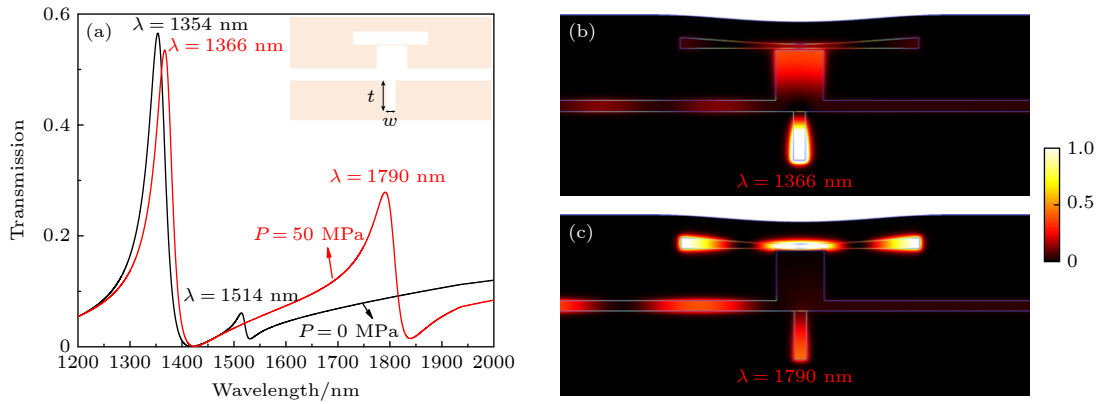 (a)
λ = 1354 nm
λ = 1366 nm
t
w
λ = 1790 nm
P = 50 MPa
λ = 1514 nm
P = 0 MPa
0.6
0.4
0.2
0
Transmission
1200 1300 1400 1500 1600 1700 1800 1900 2000
Wavelength/nm
(b)
λ = 1366 nm
(c)
λ = 1790 nm
1.0
0.5
0